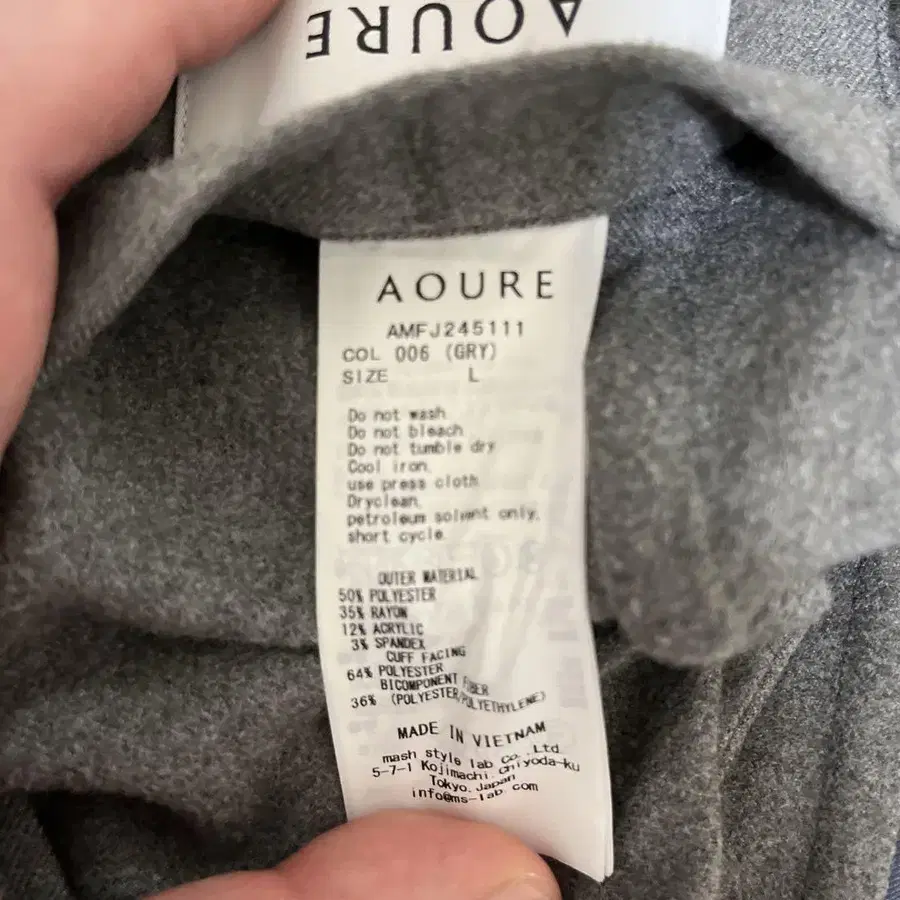 AOURE
AOURE
AMFJ245111
COL 006 (GRY)
SIZE L
Do not wash
Do not bleach
Do not tumble dry
Cool iron,
use press cloth
Dryclean,
petroleum solvent only,
short cycle
OUTER MATERIAL
50% POLYESTER
35% RAYON
12% ACRYLIC
3% SPANDEX
CUFF FACING
64% POLYESTER
BICOMPONENT FIBER
36% (POLYESTER/POLYETHYLENE)
MADE IN VIETNAM
mash style lab Co.,Ltd.
5-7-1 Kojimachi, Chiyoda-ku
Tokyo, Japan
info@ms-lab.com